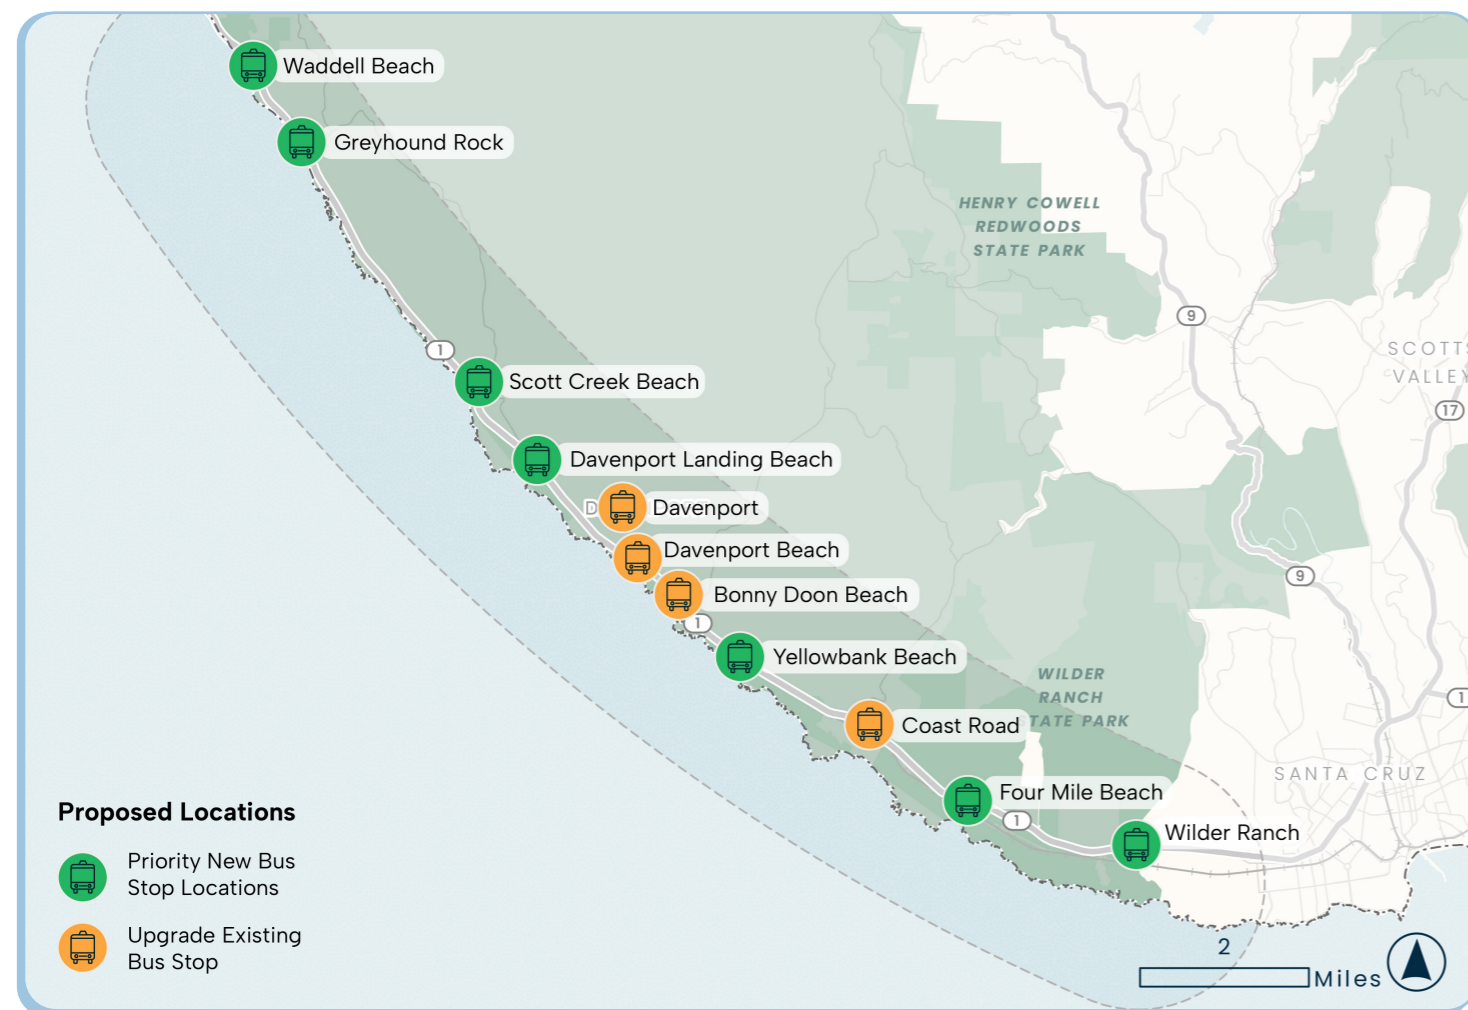 Waddell Beach
Greyhound Rock
HENRY COWELL
REDWOODS
STATE PARK
9
1
SCOTTS
VALLEY
Scott Creek Beach
17
Davenport Landing Beach
D
Davenport
Davenport Beach
9
Bonny Doon Beach
1
Yellowbank Beach
WILDER
RANCH
TATE PARK
1
Coast Road
SANTA CRUZ
Four Mile Beach
1
Wilder Ranch
Proposed Locations
Priority New Bus
Stop Locations
Upgrade Existing
Bus Stop
2
Miles